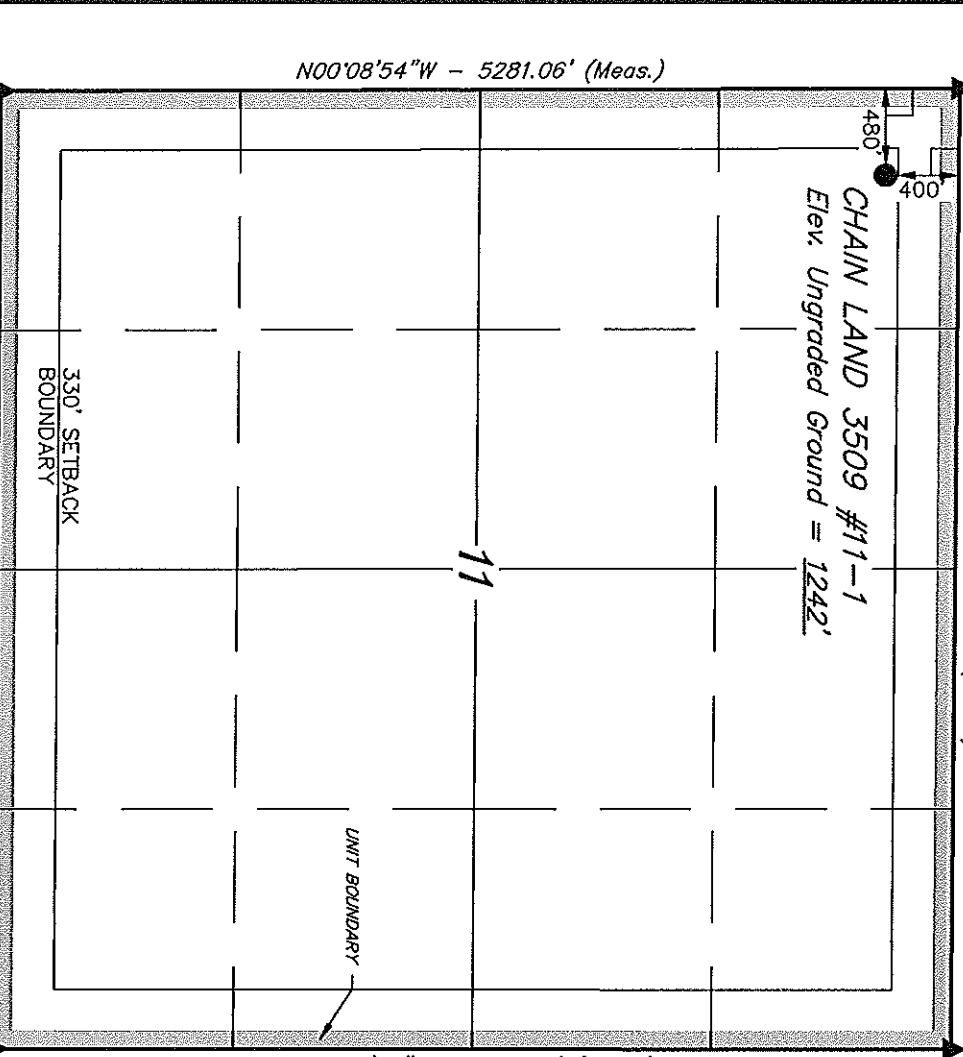 N00°08'54"W - 5281.06' (Meas.)
480'
400'
CHAIN LAND 3509 #11-1
Elev. Ungraded Ground = 1242'
11
330' SETBACK
BOUNDARY
UNIT BOUNDARY